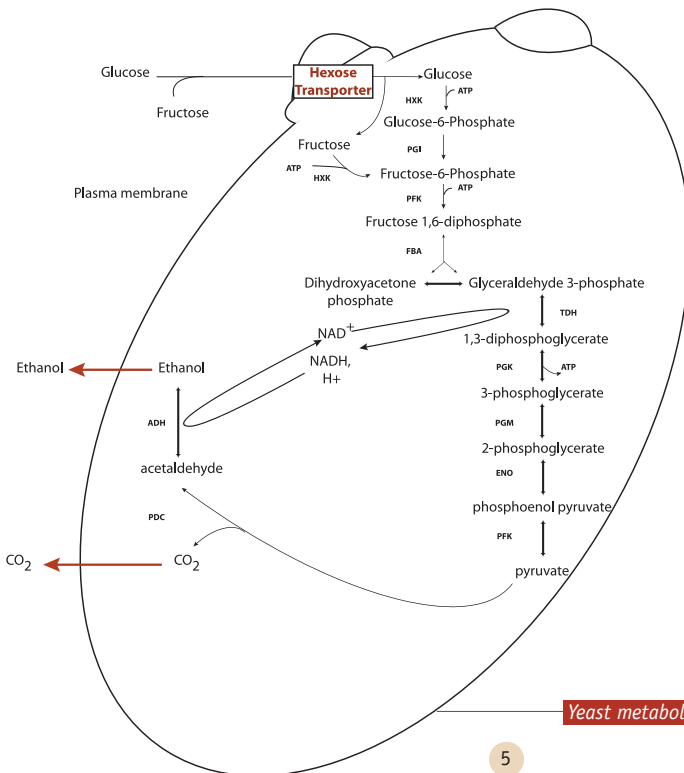 Glucose
Fructose
Hexose
Transporter
Glucose
HXK
ATP
Glucose-6-Phosphate
PGI
Fructose
ATP
HXK
Fructose-6-Phosphate
PFK
ATP
Plasma membrane
Fructose 1,6-diphosphate
FBA
Dihydroxyacetone
phosphate
Glyceraldehyde 3-phosphate
TDH
NAD+
1,3-diphosphoglycerate
NADH,
H+
PGK
ATP
Ethanol
Ethanol
3-phosphoglycerate
ADH
PGM
2-phosphoglycerate
acetaldehyde
ENO
phosphoenol pyruvate
PDC
PFK
CO2
CO2
pyruvate
Yeast metabol
5